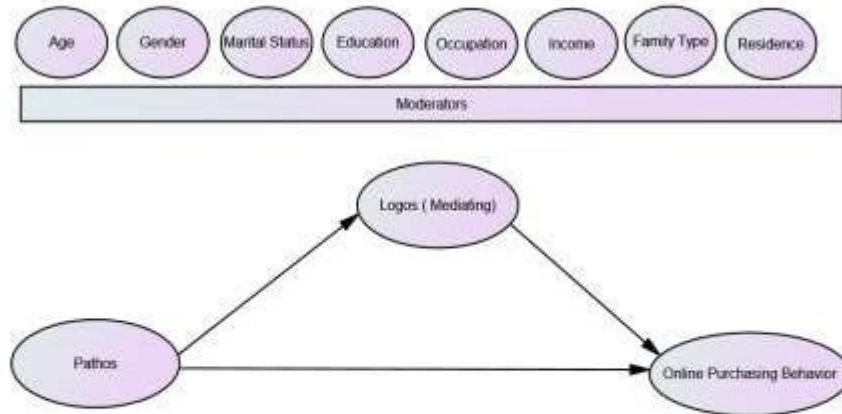 Age
Gender
Marital Status
Education
Occupation
Income
Family Type
Residence
Moderators
Logos ( Mediating)
Pathos
Online Purchasing Behavior